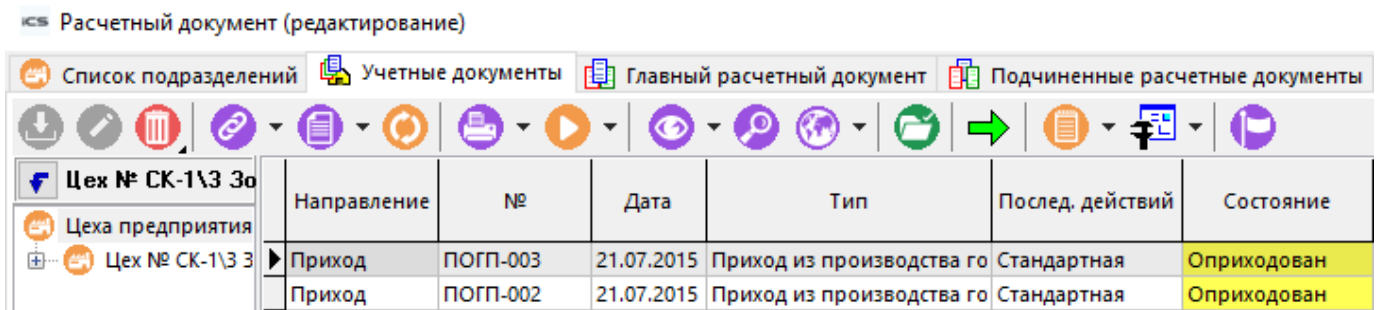 iCS Расчетный документ (редактирование)
Список подразделений Учетные документы Главный расчетный документ Подчиненные расчетные документы
Цех № СК-1\3 Зо
Направление № Дата Тип Послед. действий Состояние
Цеха предприятия
Цех № СК-1\3 З Приход ПОГП-003 21.07.2015 Приход из производства го Стандартная Оприходован
Приход ПОГП-002 21.07.2015 Приход из производства го Стандартная Оприходован